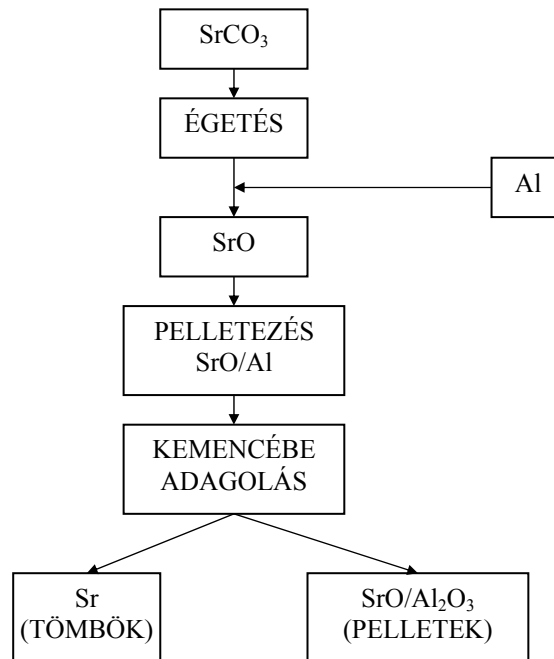 SrCO₃
ÉGETÉS
Al
SrO
PELLETEZÉS
SrO/Al
KEMENCÉBE
ADAGOLÁS
Sr
(TÖMBÖK)
SrO/Al₂O₃
(PELLETEK)